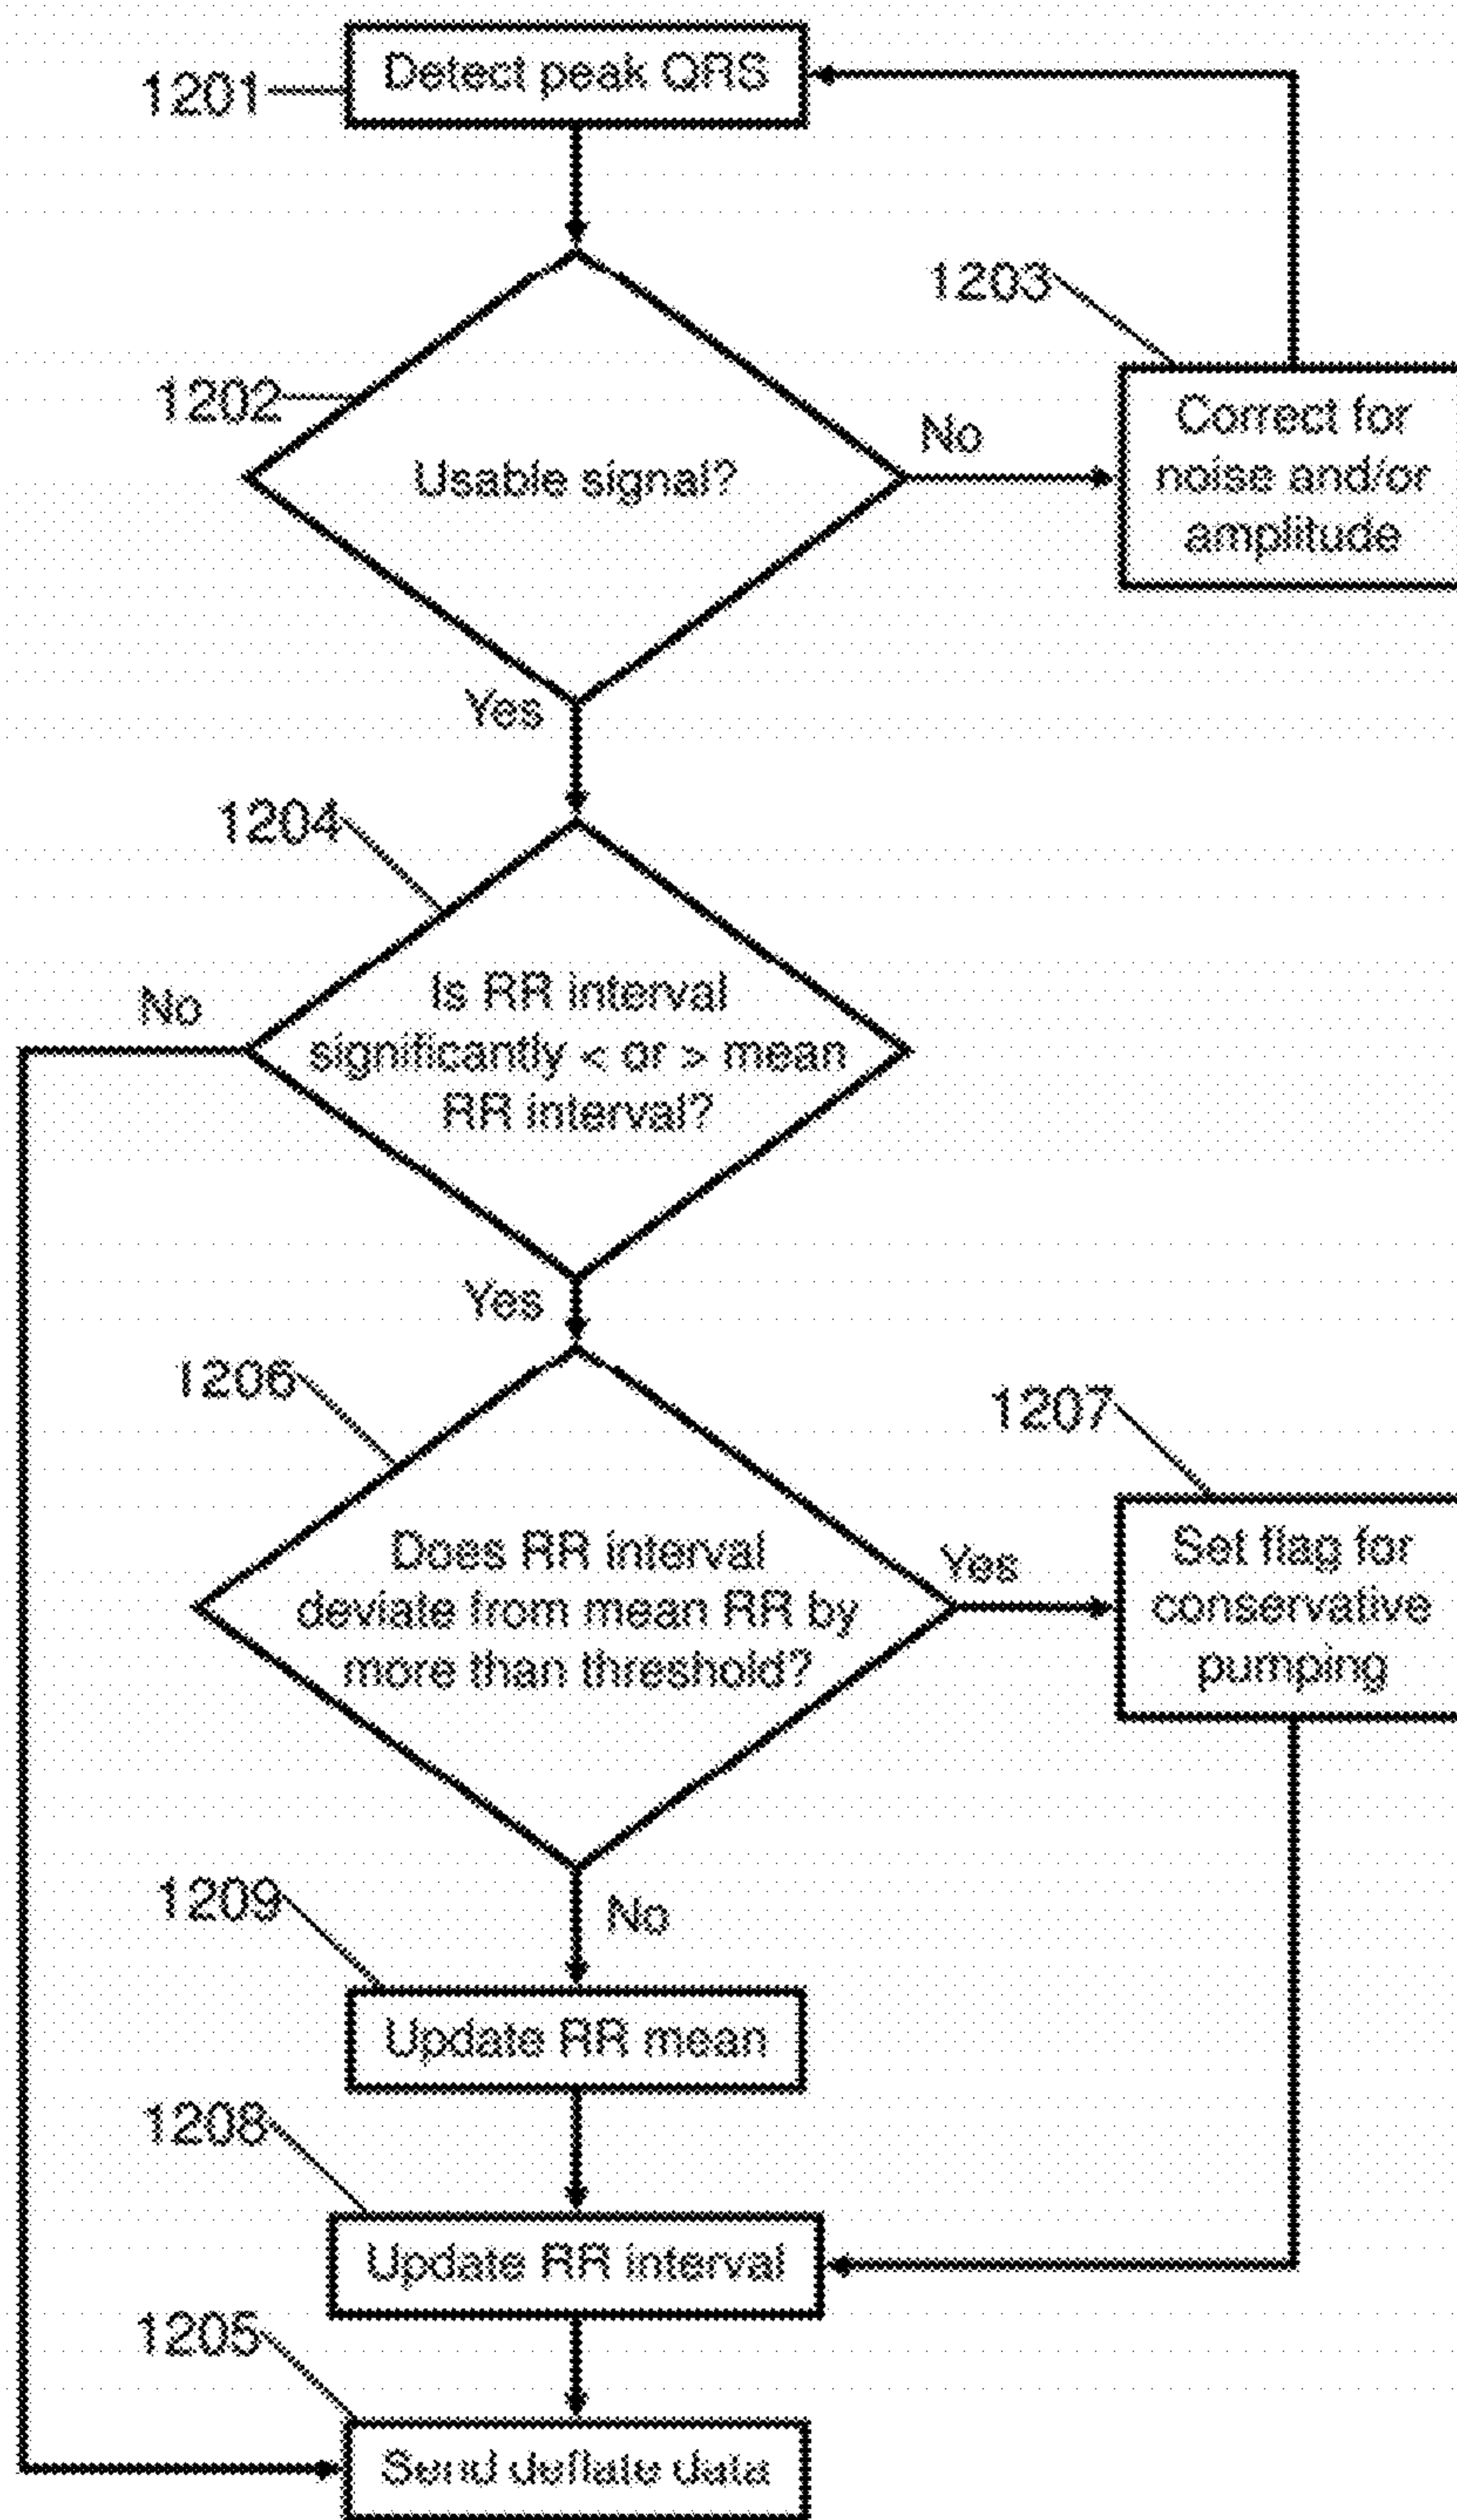 1201
Detect peak QRS
1203
1202
Usable signal?
No
Correct for
noise and/or
amplitude
Yes
1204
No
Is RR interval
significantly < or > mean
RR interval?
Yes
1206
1207
Does RR interval
deviate from mean RR by
more than threshold?
Yes
Set flag for
conservative
pumping
1209
No
Update RR mean
1208
Update RR interval
1205
Send deflate data